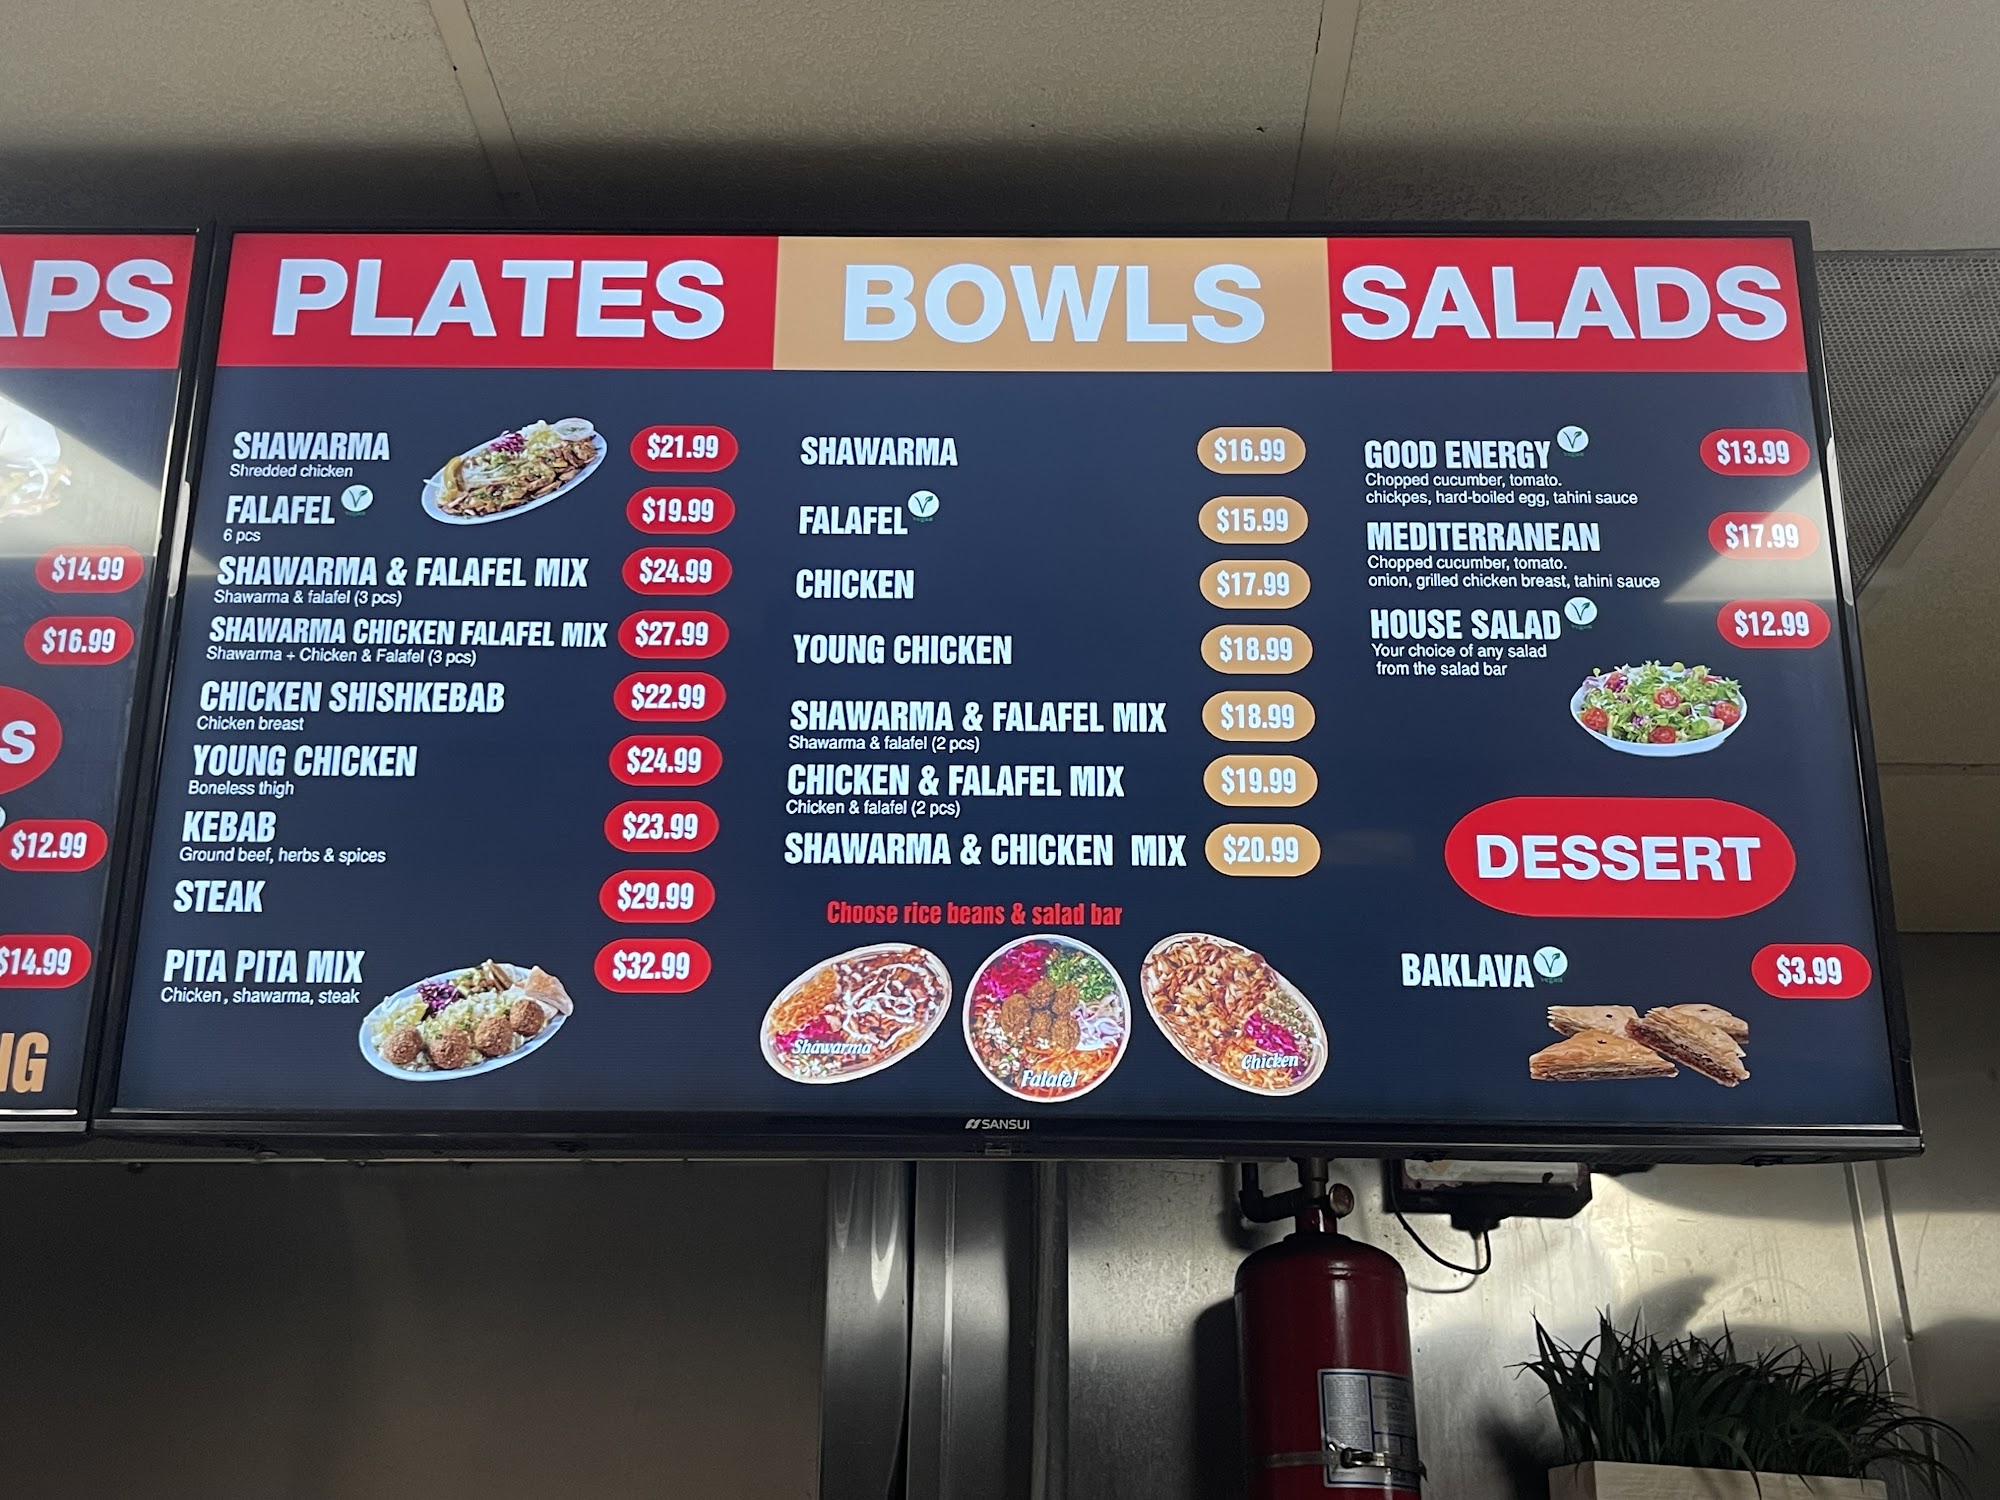 APS
$14.99
$16.99
S
$12.99
$14.99
IG
PLATES
SHAWARMA $21.99
Shredded chicken
FALAFEL $19.99
6 pcs
SHAWARMA & FALAFEL MIX $24.99
Shawarma & falafel (3 pcs)
SHAWARMA CHICKEN FALAFEL MIX $27.99
Shawarma + Chicken & Falafel (3 pcs)
CHICKEN SHISHKEBAB $22.99
Chicken breast
YOUNG CHICKEN $24.99
Boneless thigh
KEBAB $23.99
Ground beef, herbs & spices
STEAK $29.99
PITA PITA MIX $32.99
Chicken , shawarma, steak
BOWLS
SHAWARMA $16.99
FALAFEL $15.99
CHICKEN $17.99
YOUNG CHICKEN $18.99
SHAWARMA & FALAFEL MIX $18.99
Shawarma & falafel (2 pcs)
CHICKEN & FALAFEL MIX $19.99
Chicken & falafel (2 pcs)
SHAWARMA & CHICKEN MIX $20.99
Choose rice beans & salad bar
Shawarma
Falafel
Chicken
SALADS
GOOD ENERGY $13.99
Chopped cucumber, tomato.
chickpes, hard-boiled egg, tahini sauce
MEDITERRANEAN $17.99
Chopped cucumber, tomato.
onion, grilled chicken breast, tahini sauce
HOUSE SALAD $12.99
Your choice of any salad
from the salad bar
DESSERT
BAKLAVA $3.99
SANSUI